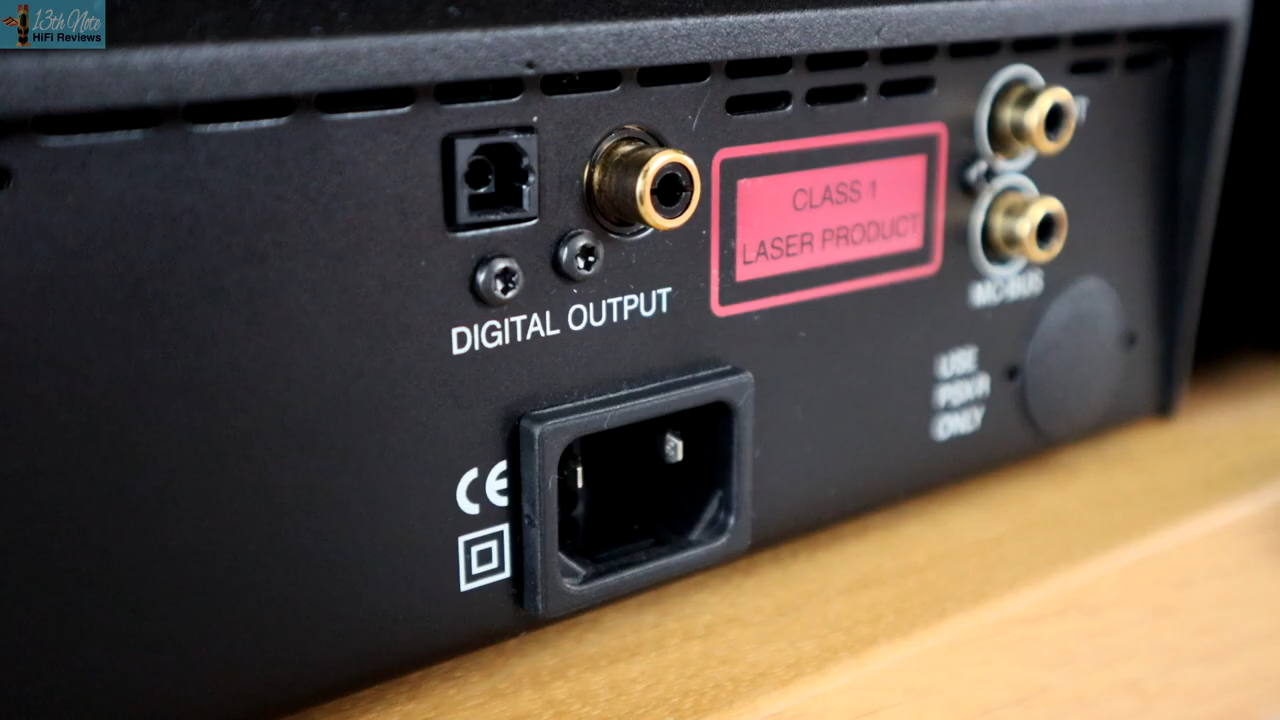 13th Note
HiFi Reviews
CLASS 1
LASER PRODUCT
DIGITAL OUTPUT
MC-BUS
USE
PSX-R
ONLY
CE